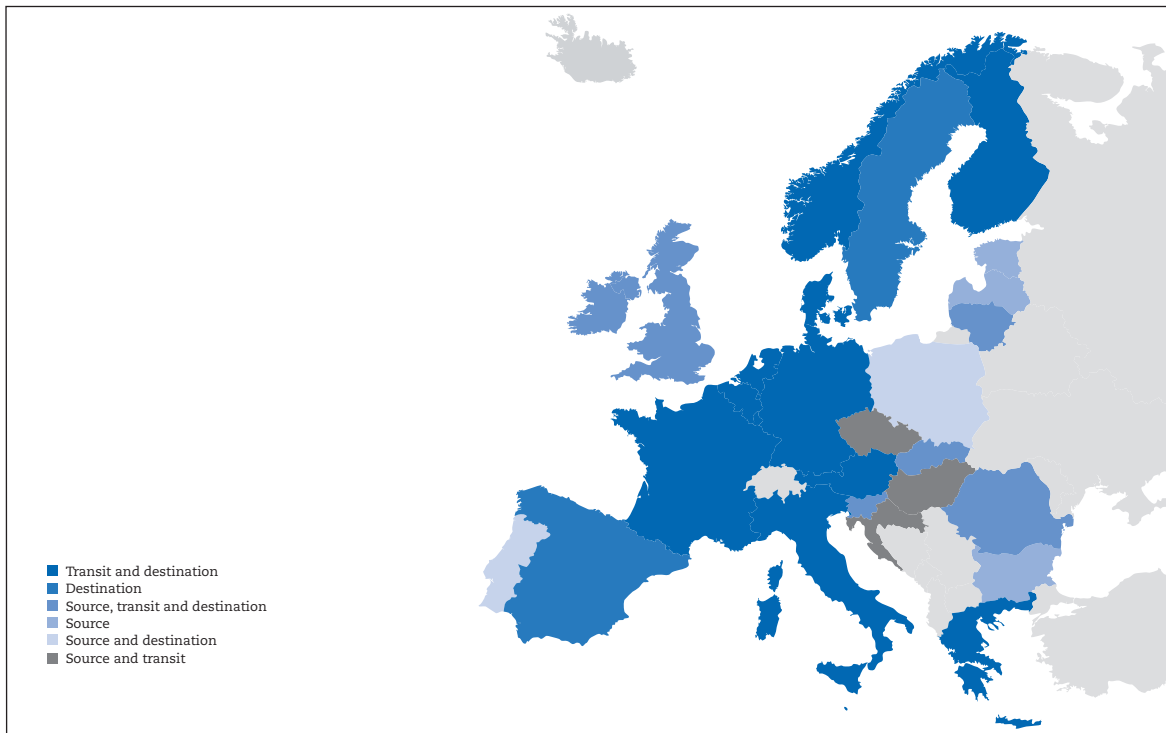 Transit and destination
Destination
Source, transit and destination
Source
Source and destination
Source and transit